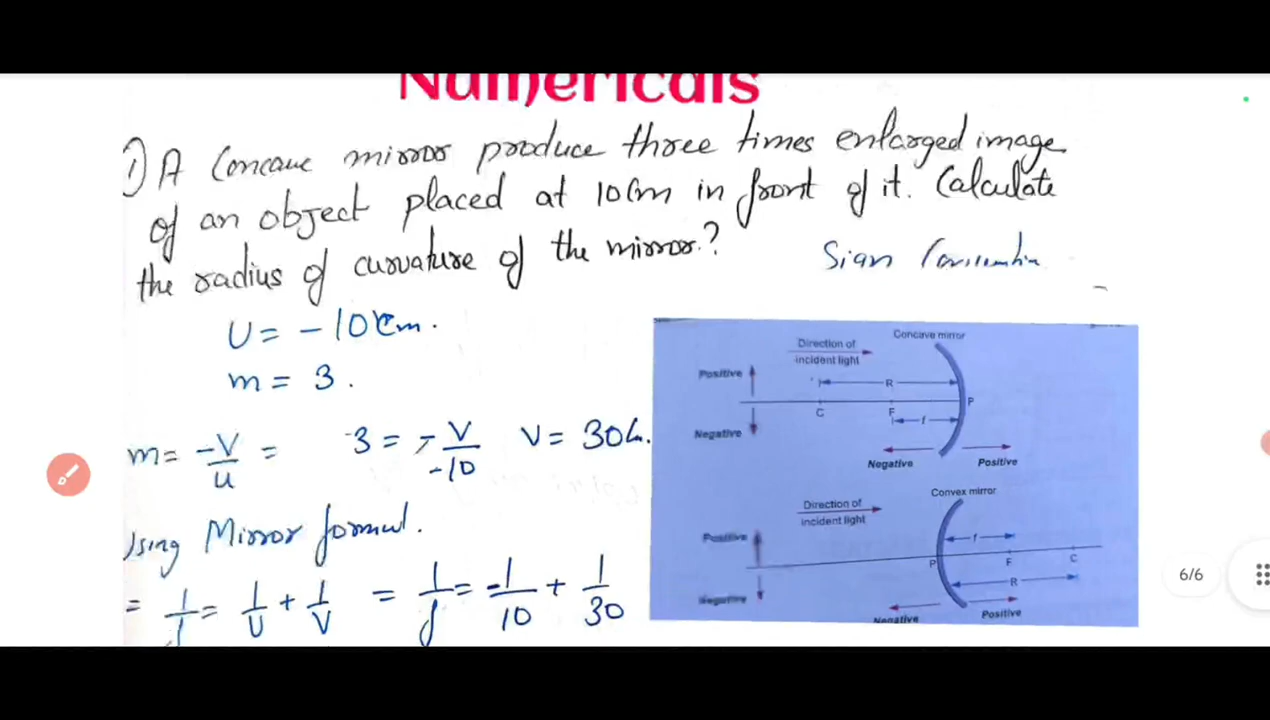 Numericals
1) A Concave mirror produce three times enlarged image
of an object placed at 10cm in front of it. Calculate
the radius of curvature of the mirror.?
Sign
U = -10cm.
m = 3.
m = -V/u = 3 = -V/-10 V = 30
Using Mirror formul.
= 1/f = 1/U + 1/V = 1/f = -1/10 + 1/30
Concave mirror
Direction of
incident light
Positive
R
C
F
P
f
Negative
Negative
Positive
Convex mirror
Direction of
incident light
Positive
f
P
F
C
R
Negative
Negative
Positive
6/6